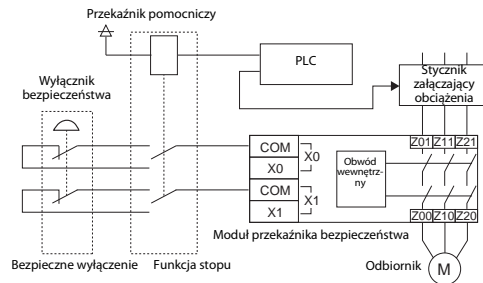 Przekaźnik pomocniczy
PLC
Stycznik
załączający
obciążenia
Wyłącznik
bezpieczeństwa
Z01 Z11 Z21
COM
X0
X0
COM
X1
X1
Obwód
wewnętrz-
ny
Z00 Z10 Z20
Moduł przekaźnika bezpieczeństwa
Bezpieczne wyłączenie
Funkcja stopu
Odbiornik
M